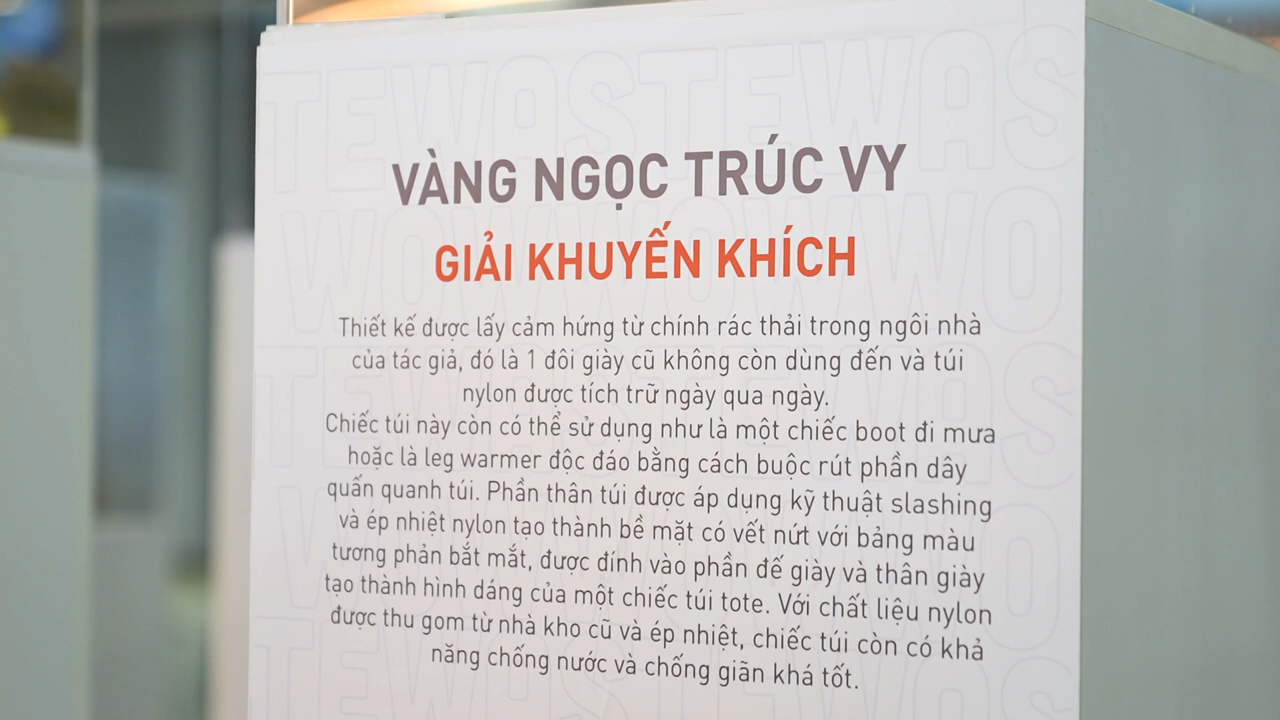 VÀNG NGỌC TRÚC VY
GIẢI KHUYẾN KHÍCH
Thiết kế được lấy cảm hứng từ chính rác thải trong ngôi nhà
của tác giả, đó là 1 đôi giày cũ không còn dùng đến và túi
nylon được tích trữ ngày qua ngày.
Chiếc túi này còn có thể sử dụng như là một chiếc boot đi mưa
hoặc là leg warmer độc đáo bằng cách buộc rút phần dây
quấn quanh túi. Phần thân túi được áp dụng kỹ thuật slashing
và ép nhiệt nylon tạo thành bề mặt có vết nứt với bảng màu
tương phản bắt mắt, được đính vào phần đế giày và thân giày
tạo thành hình dáng của một chiếc túi tote. Với chất liệu nylon
được thu gom từ nhà kho cũ và ép nhiệt, chiếc túi còn có khả
năng chống nước và chống giãn khá tốt.